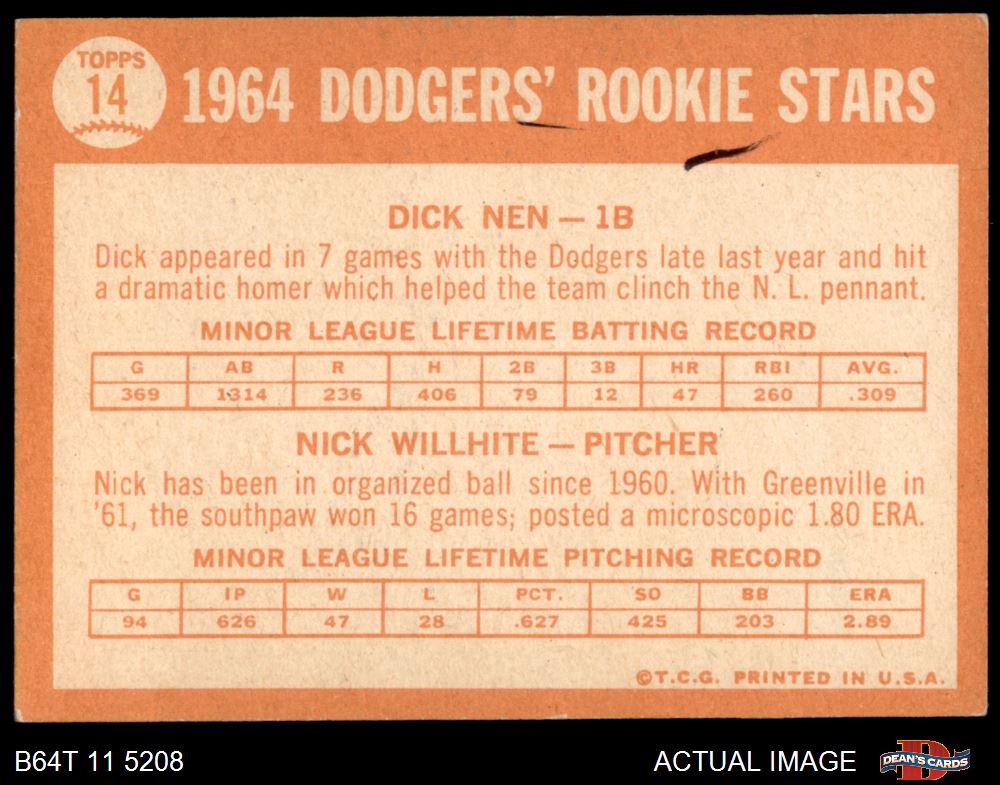 TOPPS
14
1964 DODGERS' ROOKIE STARS
DICK NEN — 1B
Dick appeared in 7 games with the Dodgers late last year and hit
a dramatic homer which helped the team clinch the N. L. pennant.
MINOR LEAGUE LIFETIME BATTING RECORD
G AB R H 2B 3B HR RBI AVG.
369 1314 236 406 79 12 47 260 .309
NICK WILLHITE — PITCHER
Nick has been in organized ball since 1960. With Greenville in
'61, the southpaw won 16 games; posted a microscopic 1.80 ERA.
MINOR LEAGUE LIFETIME PITCHING RECORD
G IP W L PCT. SO BB ERA
94 626 47 28 .627 425 203 2.89
©T.C.G. PRINTED IN U.S.A.
B64T 11 5208
ACTUAL IMAGE
DEAN'S CARDS